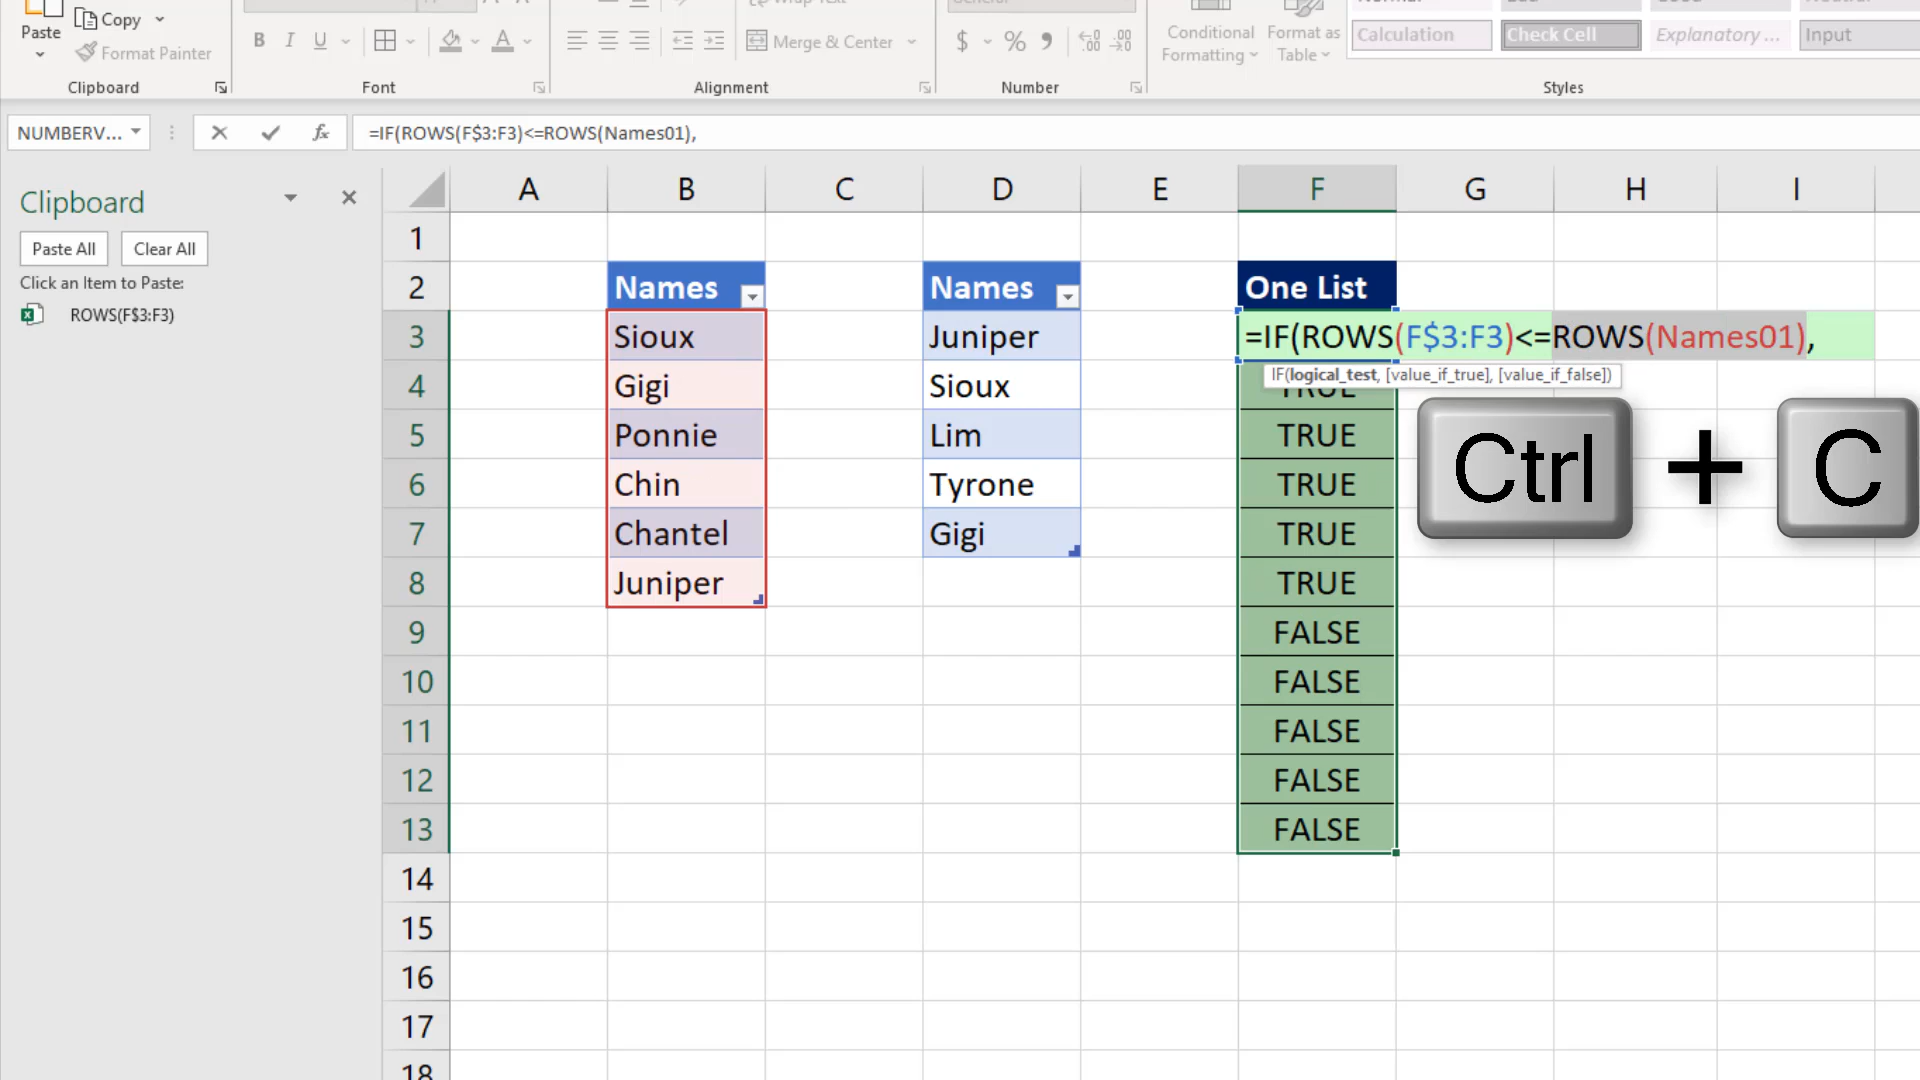 Paste
Copy
Format Painter
Clipboard
B I U
A
Font
Merge & Center
Alignment
$ % 9
Number
Conditional Formatting
Format as Table
Calculation
Check Cell
Explanatory ...
Input
Styles
NUMBERV...
fx
=IF(ROWS(F$3:F3)<=ROWS(Names01),
Clipboard
Paste All
Clear All
Click an Item to Paste:
ROWS(F$3:F3)
A B C D E F G H I
1
2 Names Names One List
3 Sioux Juniper =IF(ROWS(F$3:F3)<=ROWS(Names01),
IF(logical_test, [value_if_true], [value_if_false])
4 Gigi Sioux TRUE
5 Ponnie Lim TRUE
6 Chin Tyrone TRUE
7 Chantel Gigi TRUE
8 Juniper TRUE
9 FALSE
10 FALSE
11 FALSE
12 FALSE
13 FALSE
14
15
16
17
18
Ctrl + C